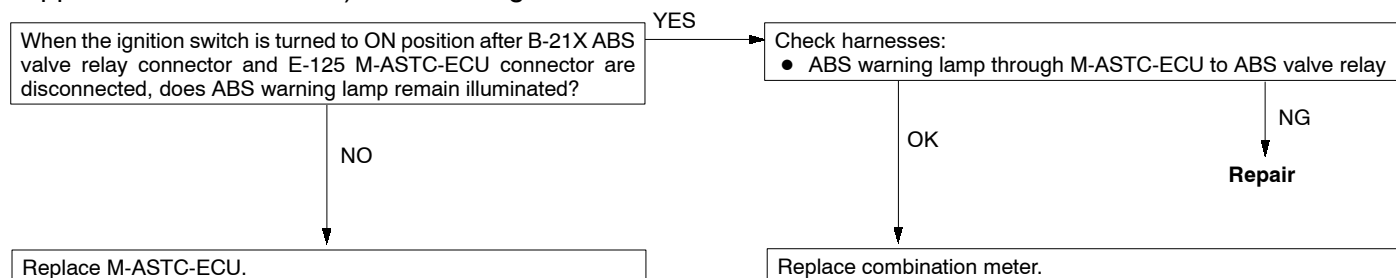 YES
When the ignition switch is turned to ON position after B-21X ABS
valve relay connector and E-125 M-ASTC-ECU connector are
disconnected, does ABS warning lamp remain illuminated?
Check harnesses:
● ABS warning lamp through M-ASTC-ECU to ABS valve relay
NO
OK
NG
Repair
Replace M-ASTC-ECU.
Replace combination meter.